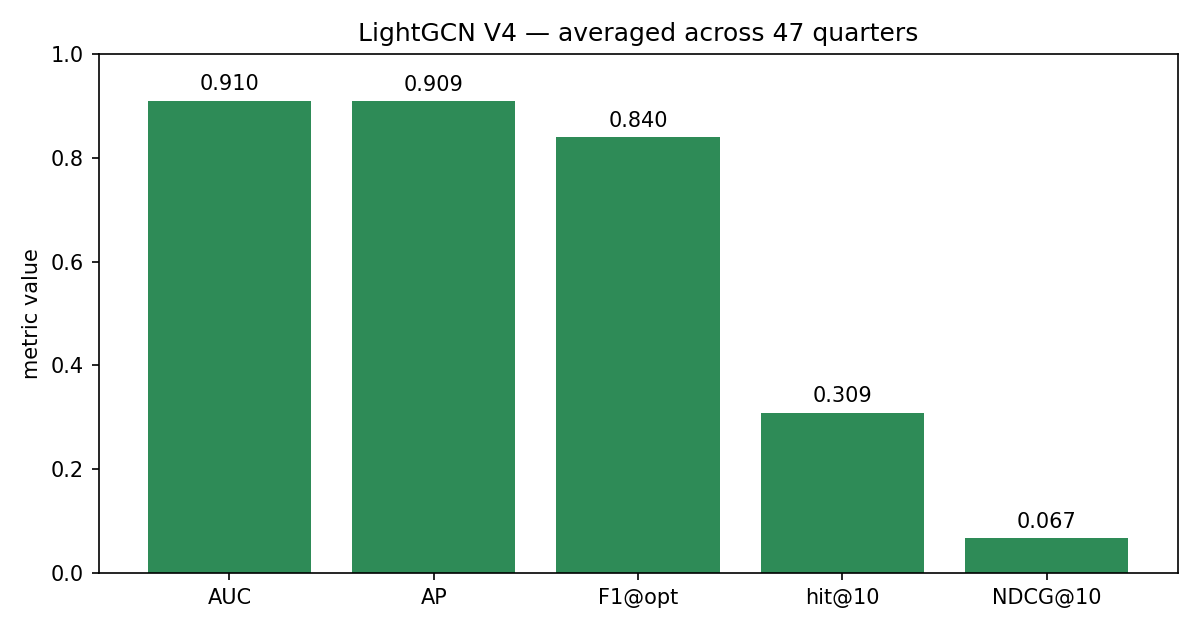 LightGCN V4 — averaged across 47 quarters
1.0
0.8
0.6
0.4
0.2
0.0
metric value
0.910
0.909
0.840
0.309
0.067
AUC
AP
F1@opt
hit@10
NDCG@10